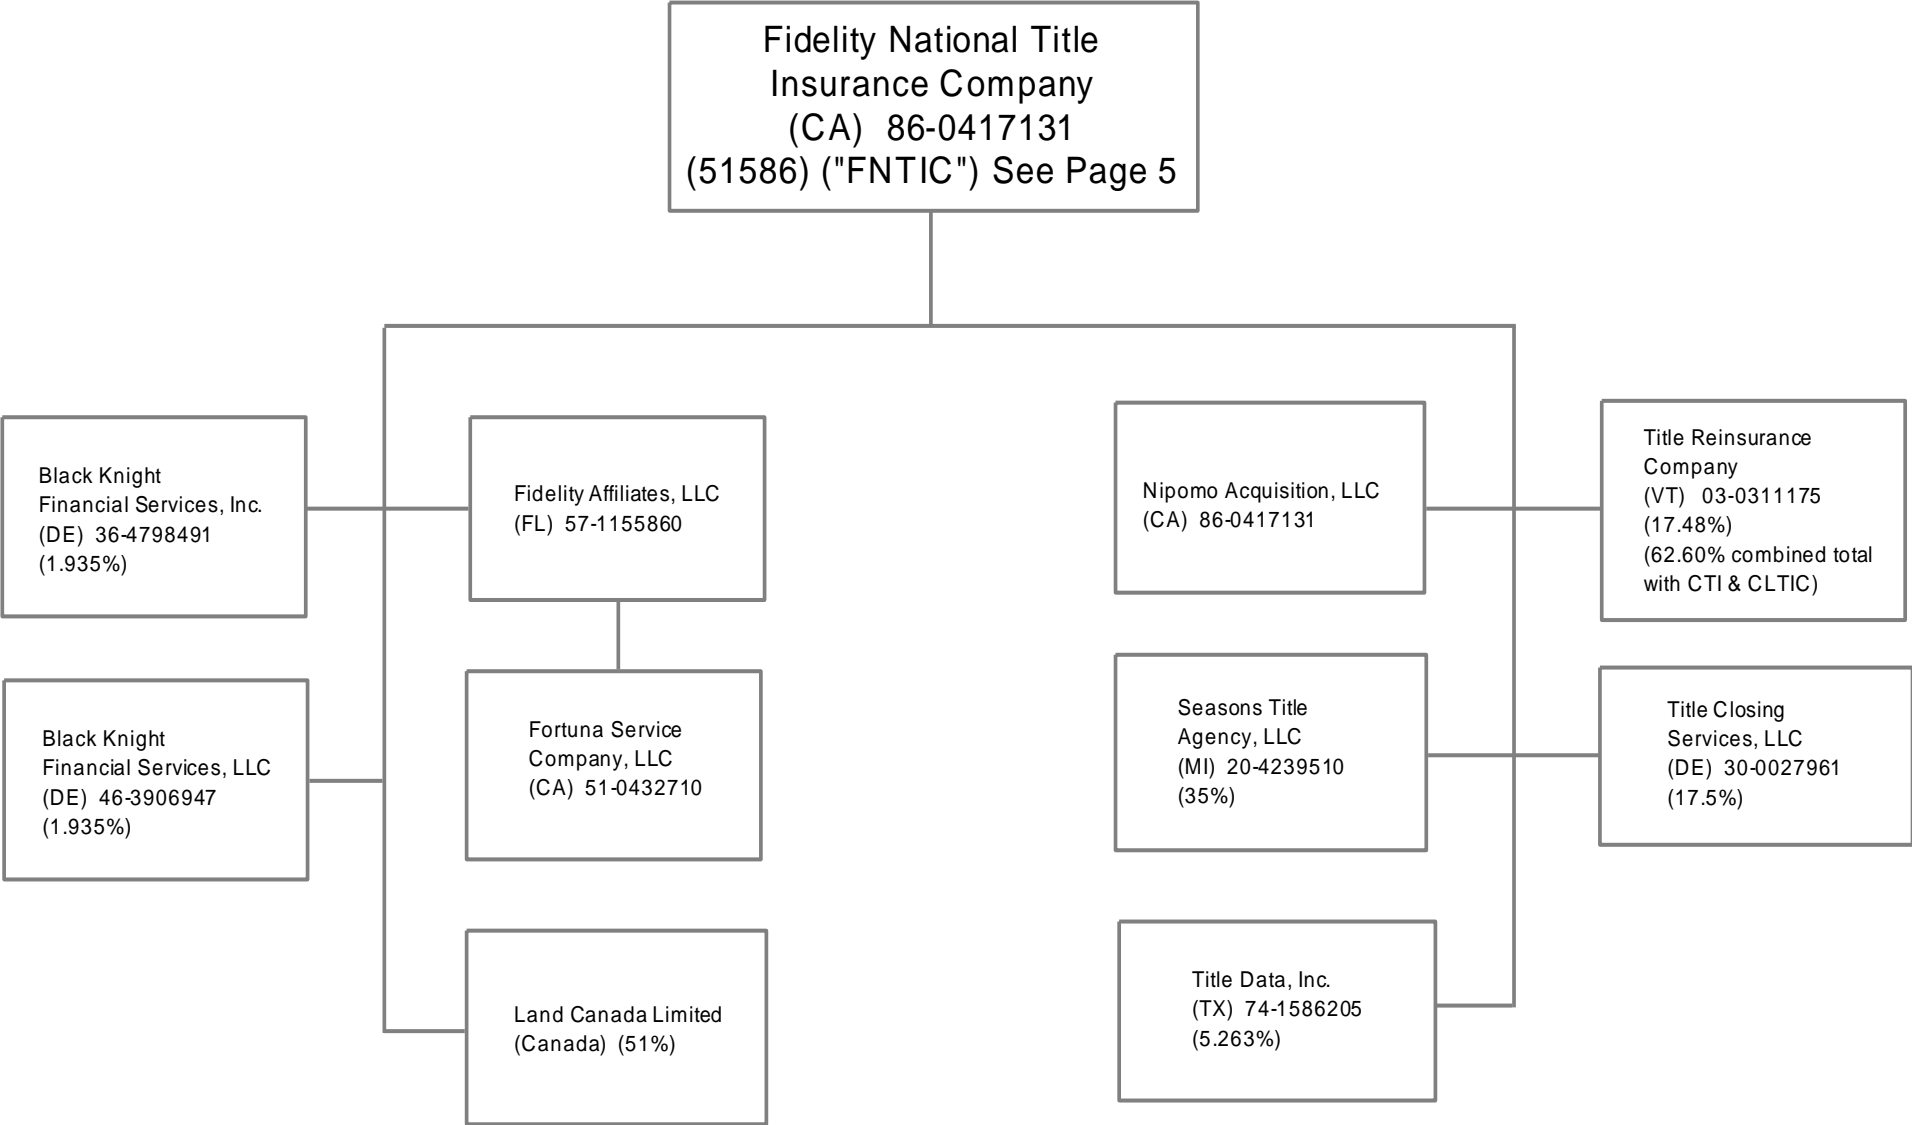 Fidelity National Title
Insurance Company
(CA) 86-0417131
(51586) ("FNTIC") See Page 5
Black Knight
Financial Services, Inc.
(DE) 36-4798491
(1.935%)
Fidelity Affiliates, LLC
(FL) 57-1155860
Nipomo Acquisition, LLC
(CA) 86-0417131
Title Reinsurance
Company
(VT) 03-0311175
(17.48%)
(62.60% combined total
with CTI & CLTIC)
Black Knight
Financial Services, LLC
(DE) 46-3906947
(1.935%)
Fortuna Service
Company, LLC
(CA) 51-0432710
Seasons Title
Agency, LLC
(MI) 20-4239510
(35%)
Title Closing
Services, LLC
(DE) 30-0027961
(17.5%)
Land Canada Limited
(Canada) (51%)
Title Data, Inc.
(TX) 74-1586205
(5.263%)